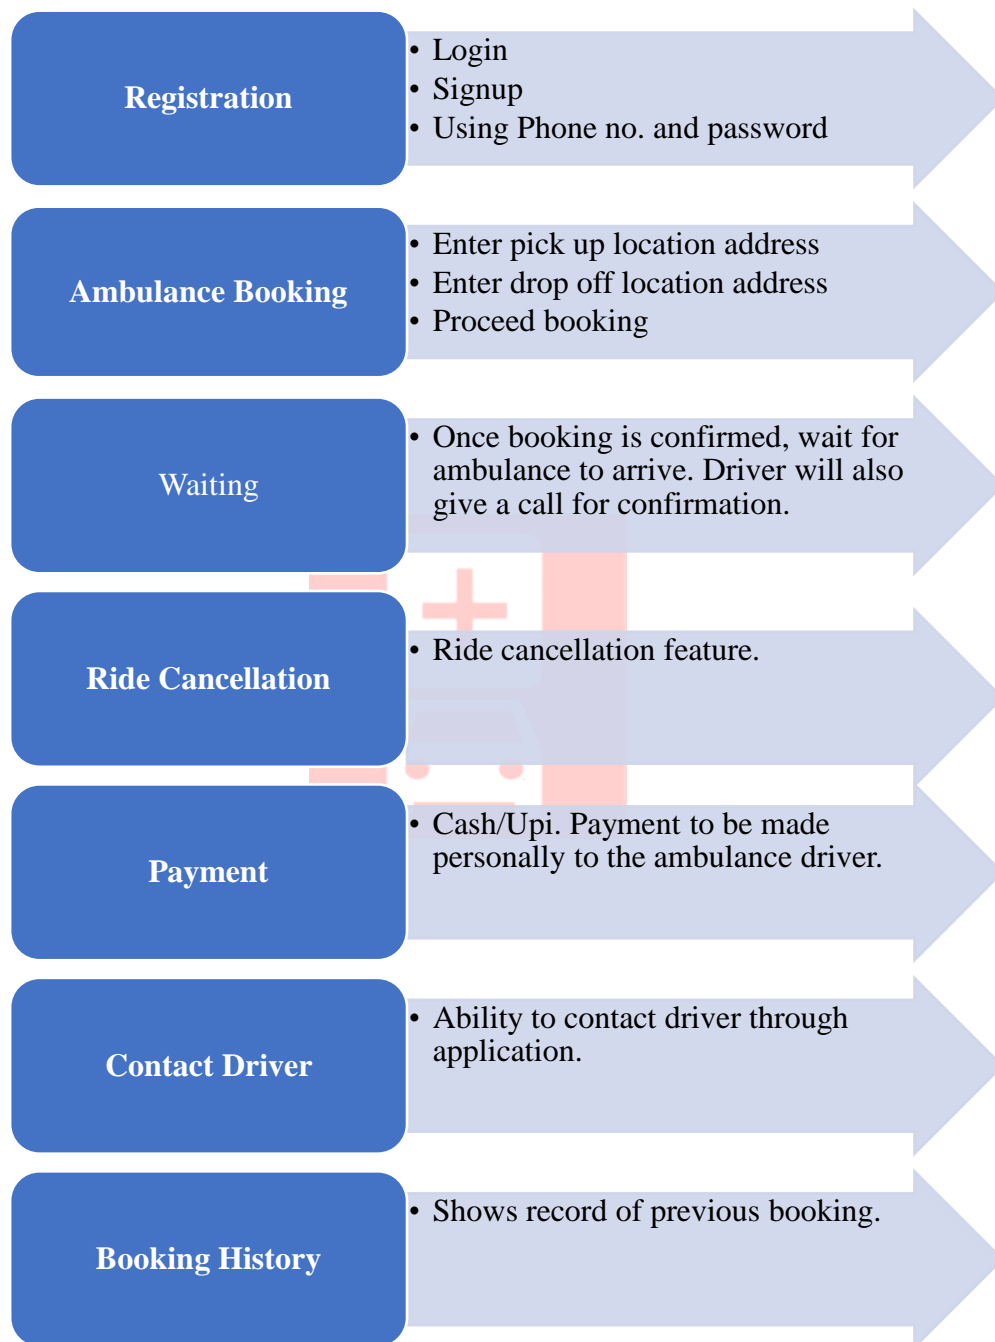 Registration
• Login
• Signup
• Using Phone no. and password
Ambulance Booking
• Enter pick up location address
• Enter drop off location address
• Proceed booking
Waiting
• Once booking is confirmed, wait for
ambulance to arrive. Driver will also
give a call for confirmation.
Ride Cancellation
• Ride cancellation feature.
Payment
• Cash/Upi. Payment to be made
personally to the ambulance driver.
Contact Driver
• Ability to contact driver through
application.
Booking History
• Shows record of previous booking.